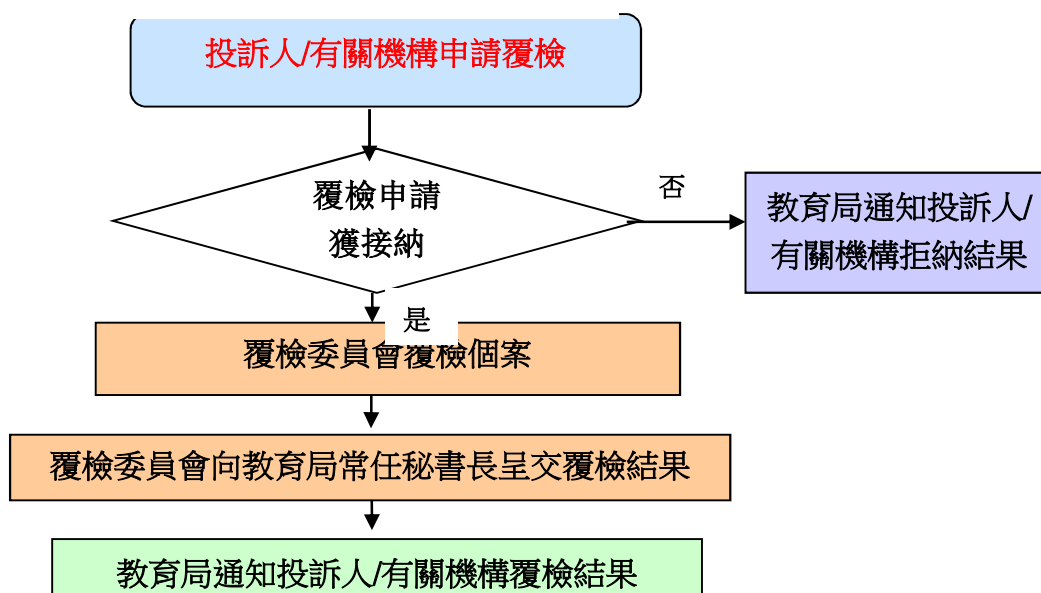 投訴人/有關機構申請覆檢
覆檢申請
獲接納
否
教育局通知投訴人/
有關機構拒納結果
是
覆檢委員會覆檢個案
覆檢委員會向教育局常任秘書長呈交覆檢結果
教育局通知投訴人/有關機構覆檢結果